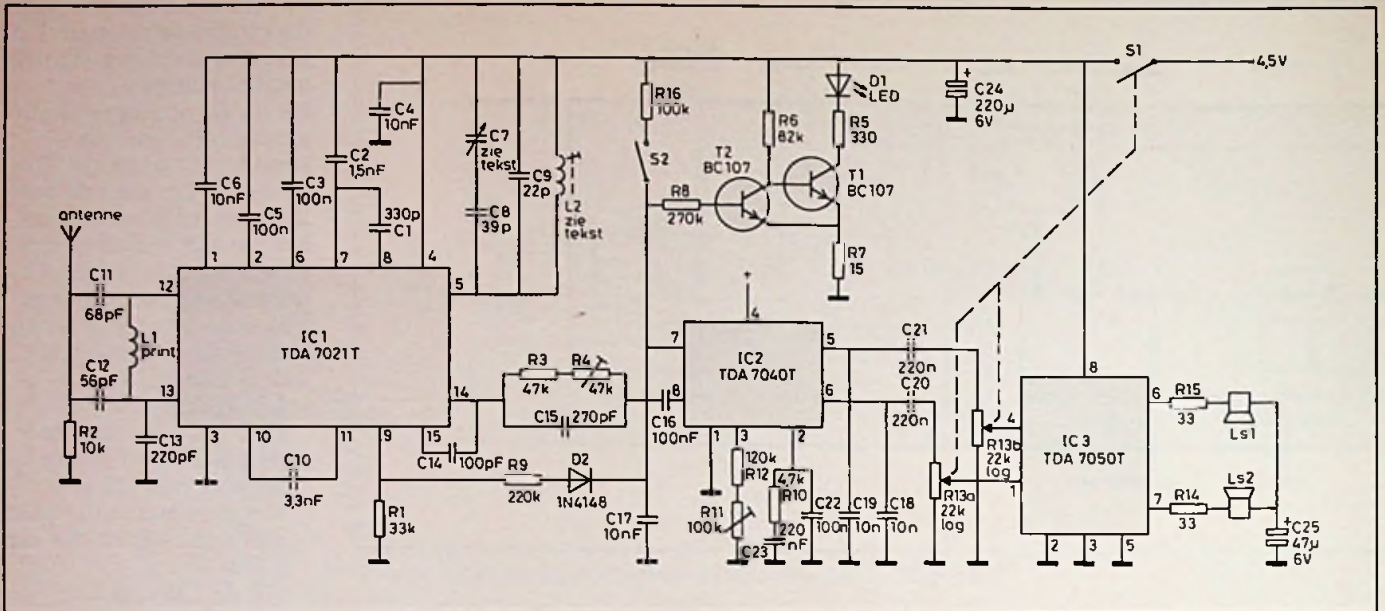 S1
4,5V
R16
100k
C4
10nF
D1
LED
C24
220µ
6V
+
C7
zie
tekst
R6
82k
R5
330
C2
1,5nF
S2
T2
BC107
C9
22p
T1
BC107
C6
10nF
C3
100n
L2
zie
tekst
R8
270k
C5
100n
330p
C1
C8
39p
antenne
R7
15
1
2
6
7
8
4
C11
68pF
12
5
+
C21
220n
L1
print
IC1
TDA 7021T
7
4
5
8
R3
47k
R4
47k
IC2
TDA 7040T
C20
220n
C12
56pF
13
14
8
6
6
R15
33
Ls1
C15
270pF
4
R13b
22k
log
IC3
TDA 7050T
C16
100nF
R2
10k
3
10
11
9
15
1
3
2
C13
220pF
C14
100pF
120k
R12
4,7k
R10
R13a
22k
log
1
Ls2
C10
3,3nF
R9
220k
D2
1N4148
7
R14
33
C17
10nF
R11
100k
C22
100n
C19
10n
C18
10n
+
C25
47µ
6V
R1
33k
220
nF
C23
2
3
5